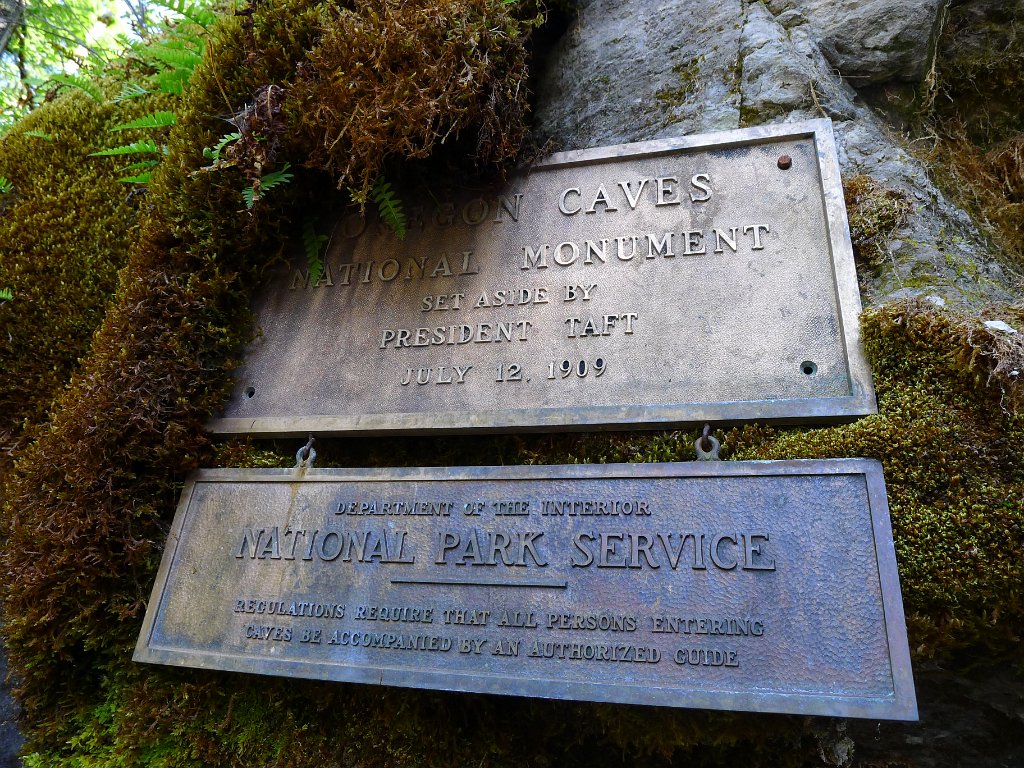 OREGON CAVES
NATIONAL MONUMENT
SET ASIDE BY
PRESIDENT TAFT
JULY 12, 1909
DEPARTMENT OF THE INTERIOR
NATIONAL PARK SERVICE
REGULATIONS REQUIRE THAT ALL PERSONS ENTERING
CAVES BE ACCOMPANIED BY AN AUTHORIZED GUIDE